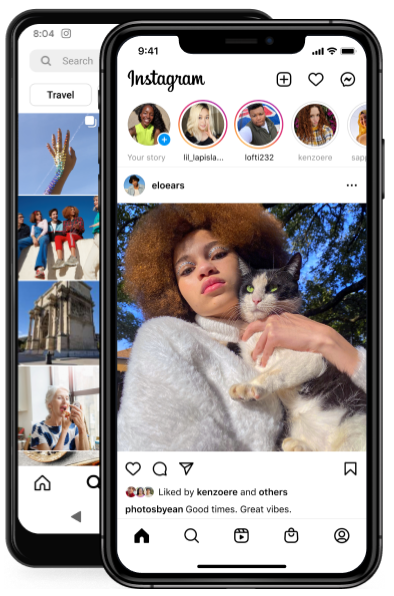 8:04
Search
Travel
9:41
Instagram
Your story
lil_lapisla...
lofti232
kenzoere
sap
eloears
Liked by kenzoere and others
photosbyean Good times. Great vibes.